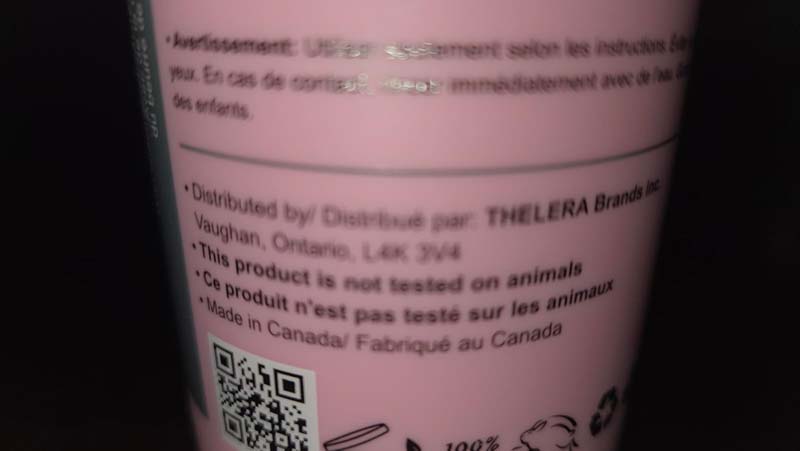 •Avertissement: Utiliser seulement selon les instructions.
yeux. En cas de contact, rincer immédiatement avec de l'eau.
des enfants.
•Distributed by/ Distribué par: THELERA Brands Inc.
Vaughan, Ontario, L4K 3V4
•This product is not tested on animals
•Ce produit n'est pas testé sur les animaux
•Made in Canada/ Fabriqué au Canada
100%